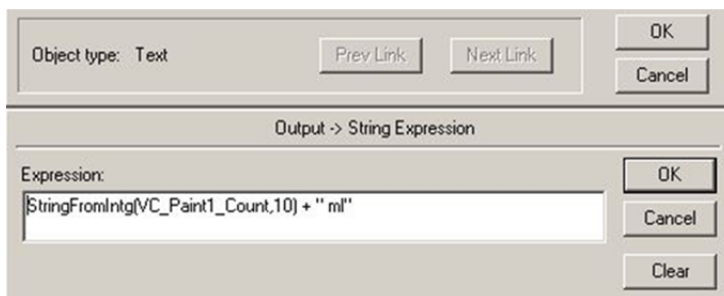 OK
Object type: Text Prev Link Next Link
Cancel
Output -> String Expression
Expression:
OK
StringFromIntg(VC_Paint1_Count,10) + " ml"
Cancel
Clear